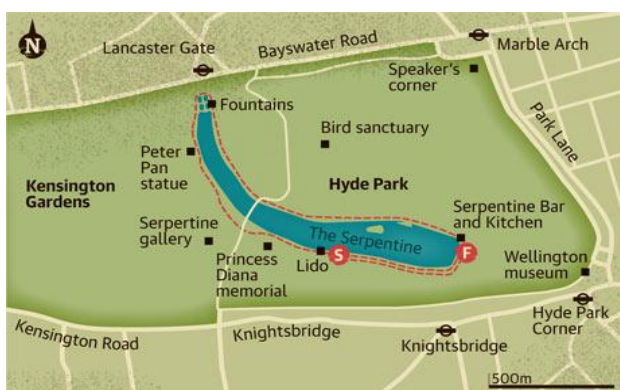 N
Lancaster Gate
Bayswater Road
Marble Arch
Speaker's
corner
Fountains
Park Lane
Bird sanctuary
Peter
Pan
statue
Kensington
Gardens
Hyde Park
Serpertine
gallery
Serpentine Bar
and Kitchen
The Serpentine
Princess
Diana
memorial
Lido
S
F
Wellington
museum
Hyde Park
Corner
Kensington Road
Knightsbridge
Knightsbridge
500m